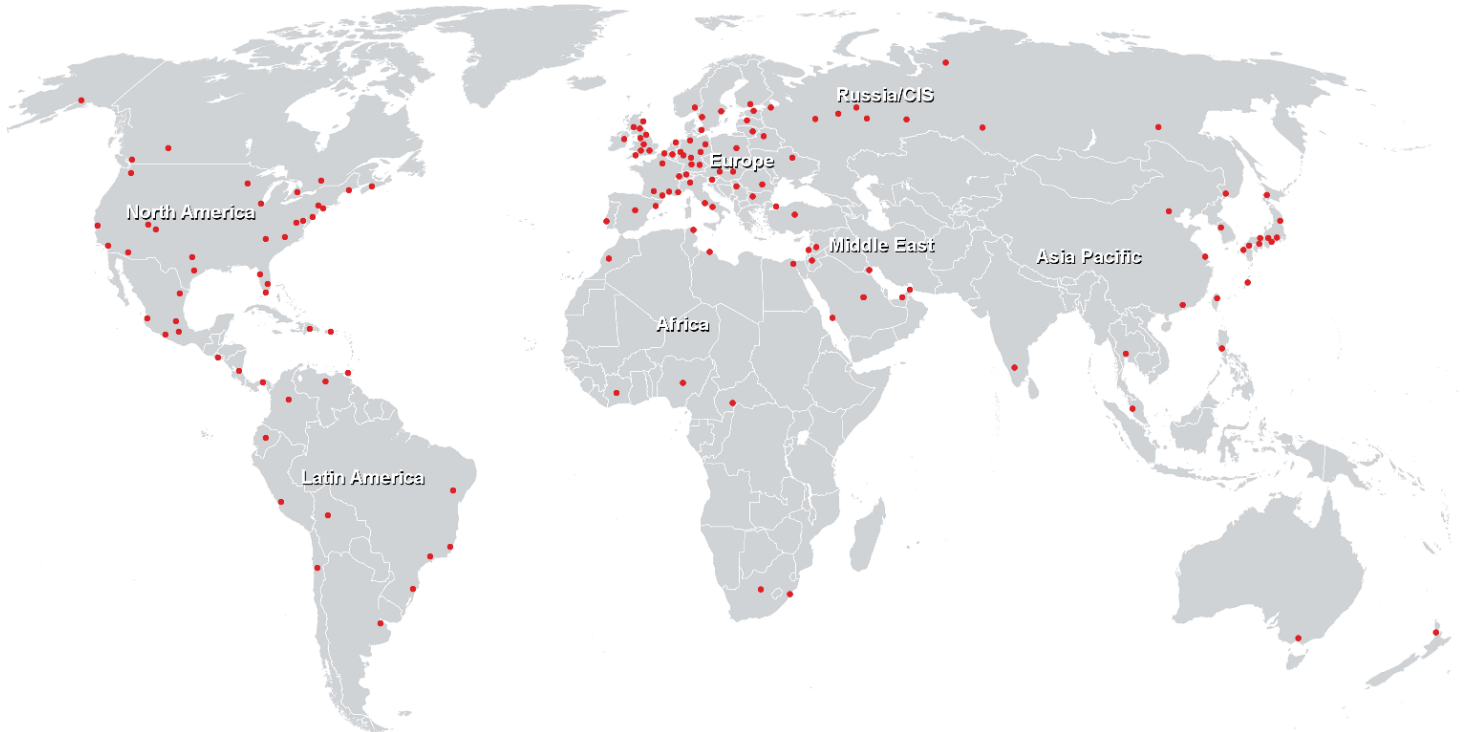 Russia/CIS
Europe
North America
Middle East
Asia Pacific
Africa
Latin America